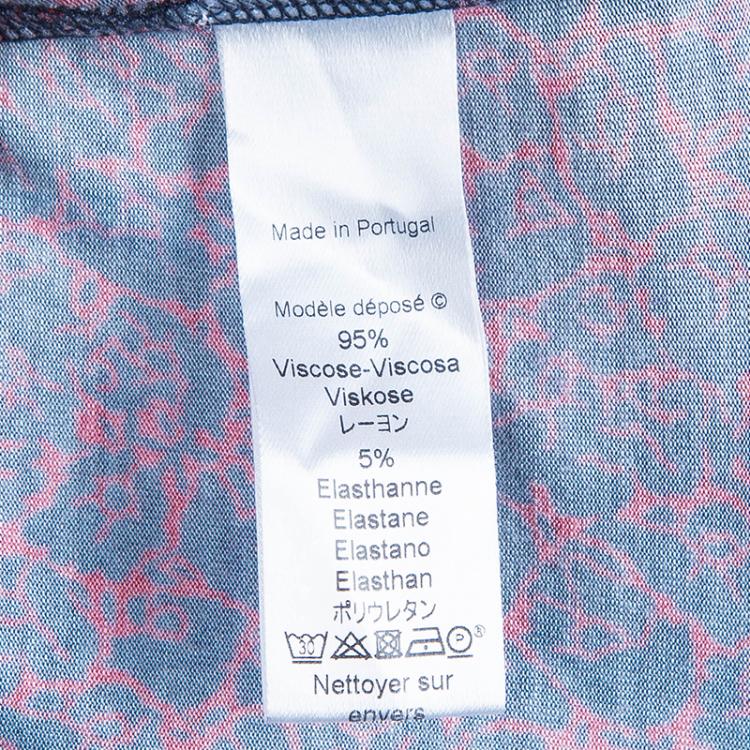 Made in Portugal
Modèle déposé ©
95%
Viscose-Viscosa
Viskose
レーヨン
5%
Elasthanne
Elastane
Elastano
Elasthan
ポリウレタン
30 P ®
Nettoyer sur
envers